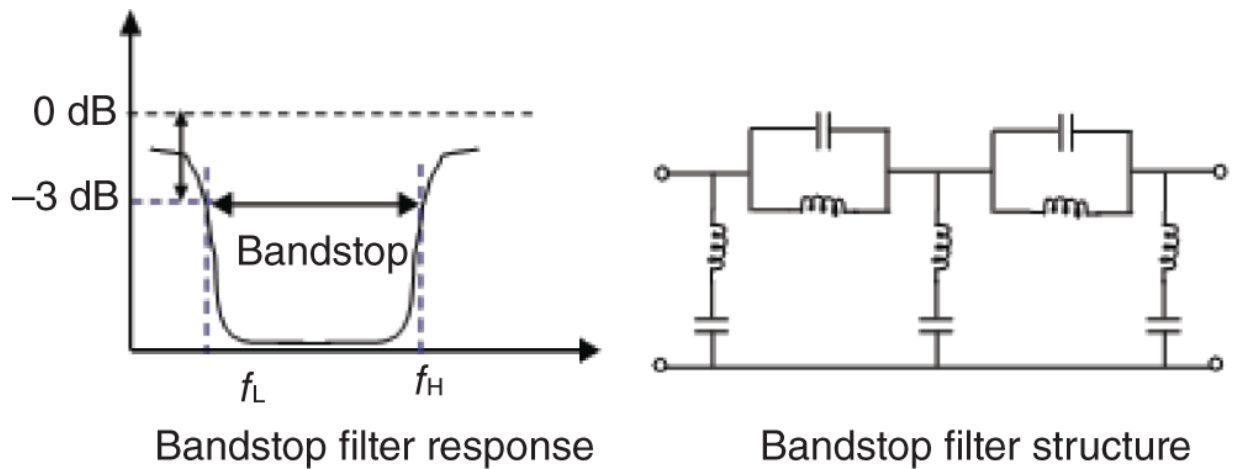 0 dB
–3 dB
Bandstop
fL
fH
Bandstop filter response
Bandstop filter structure